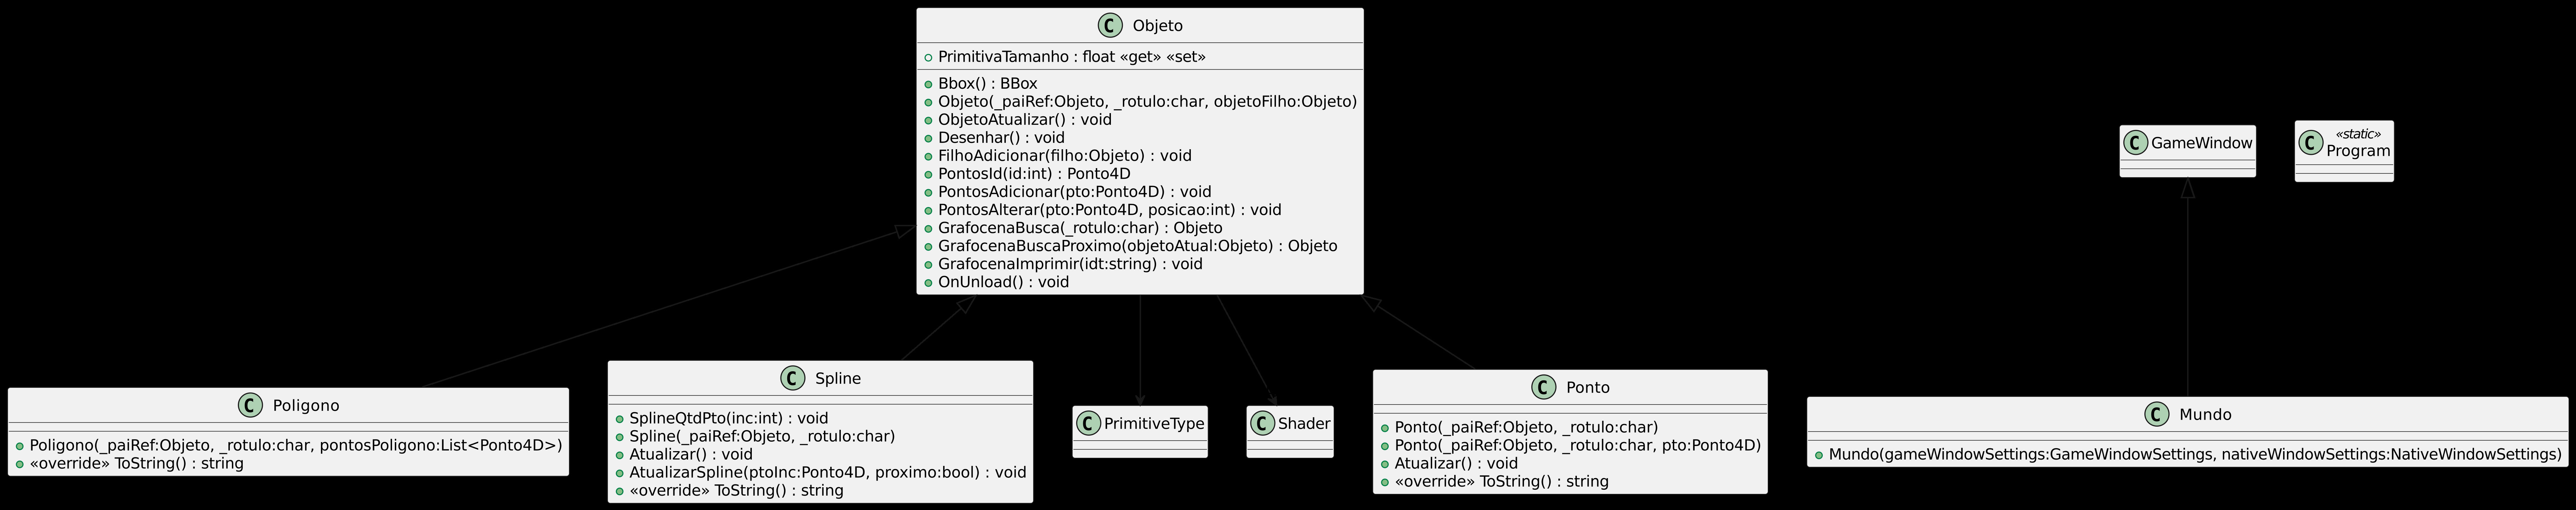 C Objeto
PrimitivaTamanho : float «get» «set»
Bbox() : BBox
Objeto(_paiRef:Objeto, _rotulo:char, objetoFilho:Objeto)
ObjetoAtualizar() : void
Desenhar() : void
FilhoAdicionar(filho:Objeto) : void
PontosId(id:int) : Ponto4D
PontosAdicionar(pto:Ponto4D) : void
PontosAlterar(pto:Ponto4D, posicao:int) : void
GrafocenaBusca(_rotulo:char) : Objeto
GrafocenaBuscaProximo(objetoAtual:Objeto) : Objeto
GrafocenaImprimir(idt:string) : void
OnUnload() : void
C GameWindow
«static»
C Program
C Poligono
Poligono(_paiRef:Objeto, _rotulo:char, pontosPoligono:List<Ponto4D>)
«override» ToString() : string
C Spline
SplineQtdPto(inc:int) : void
Spline(_paiRef:Objeto, _rotulo:char)
Atualizar() : void
AtualizarSpline(ptoInc:Ponto4D, proximo:bool) : void
«override» ToString() : string
C PrimitiveType
C Shader
C Ponto
Ponto(_paiRef:Objeto, _rotulo:char)
Ponto(_paiRef:Objeto, _rotulo:char, pto:Ponto4D)
Atualizar() : void
«override» ToString() : string
C Mundo
Mundo(gameWindowSettings:GameWindowSettings, nativeWindowSettings:NativeWindowSettings)